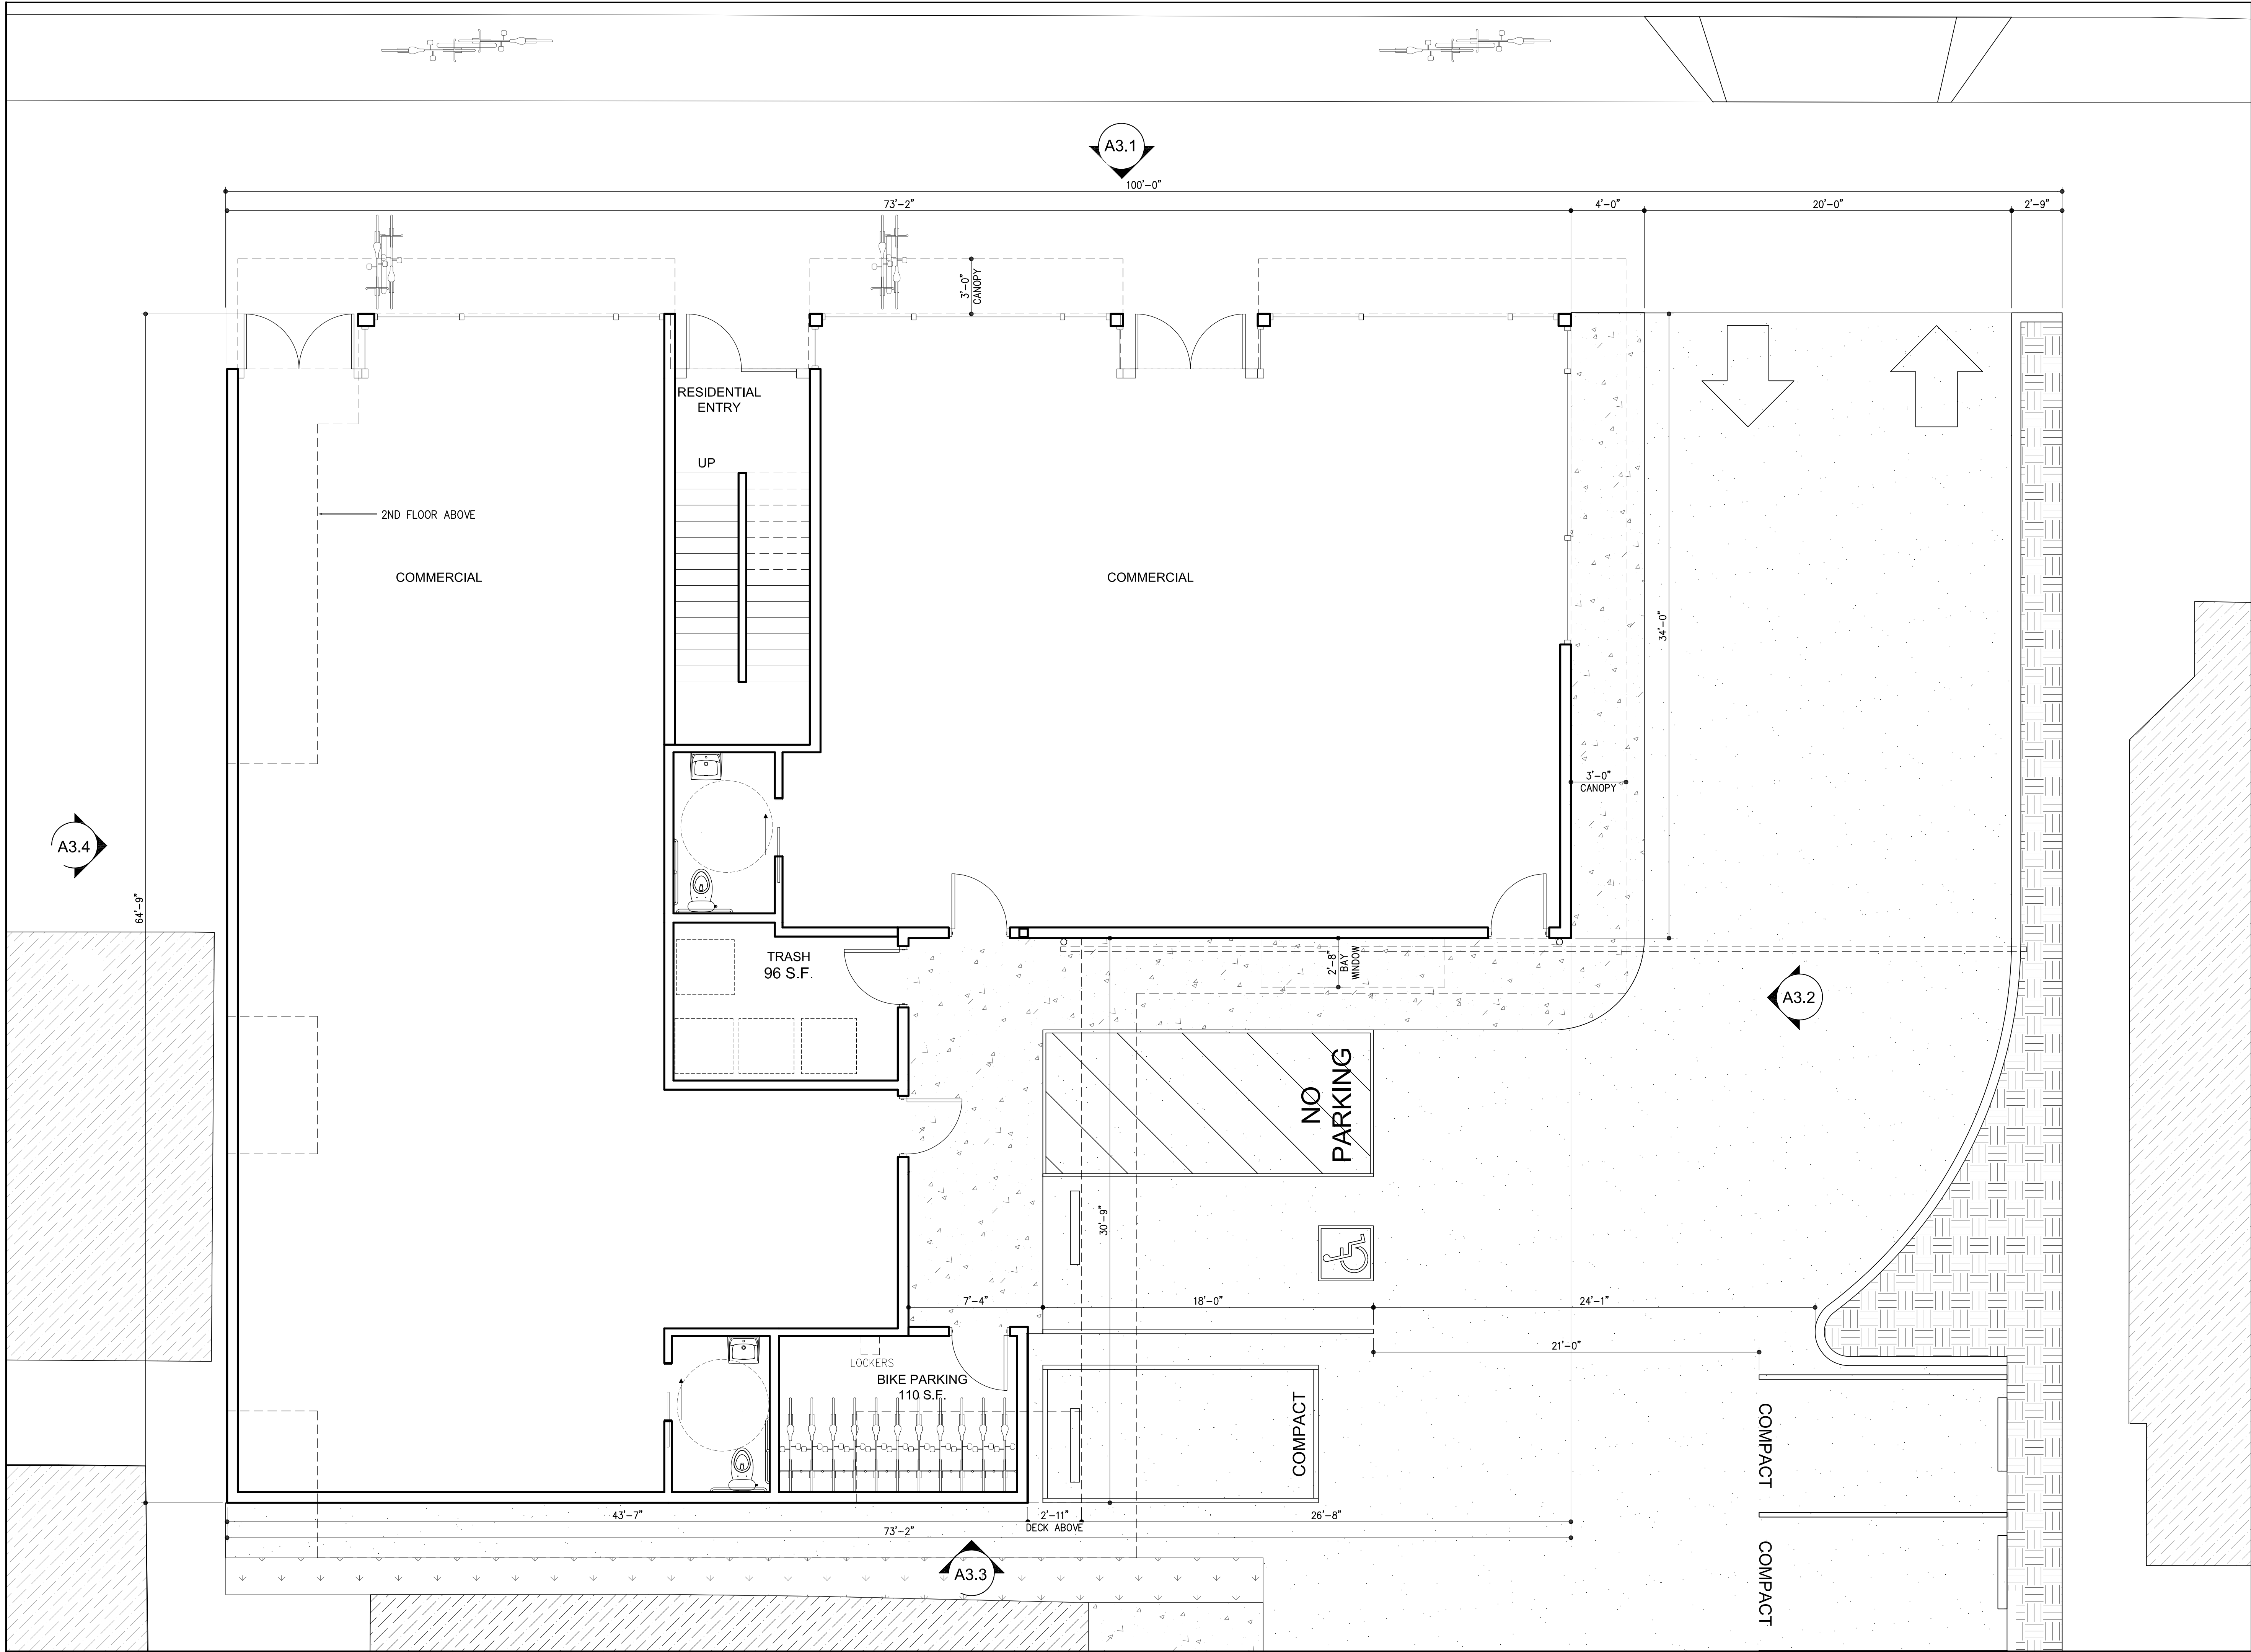 A3.1
100'-0"
73'-2"
4'-0"
20'-0"
2'-9"
3'-0"
CANOPY
RESIDENTIAL
ENTRY
UP
2ND FLOOR ABOVE
COMMERCIAL
COMMERCIAL
34'-0"
3'-0"
CANOPY
A3.4
64'-9"
TRASH
96 S.F.
2'-8"
BAY
WINDOW
A3.2
NO
PARKING
30'-9"
7'-4"
18'-0"
24'-1"
21'-0"
LOCKERS
BIKE PARKING
110 S.F.
COMPACT
COMPACT
COMPACT
43'-7"
2'-11"
DECK ABOVE
26'-8"
73'-2"
A3.3